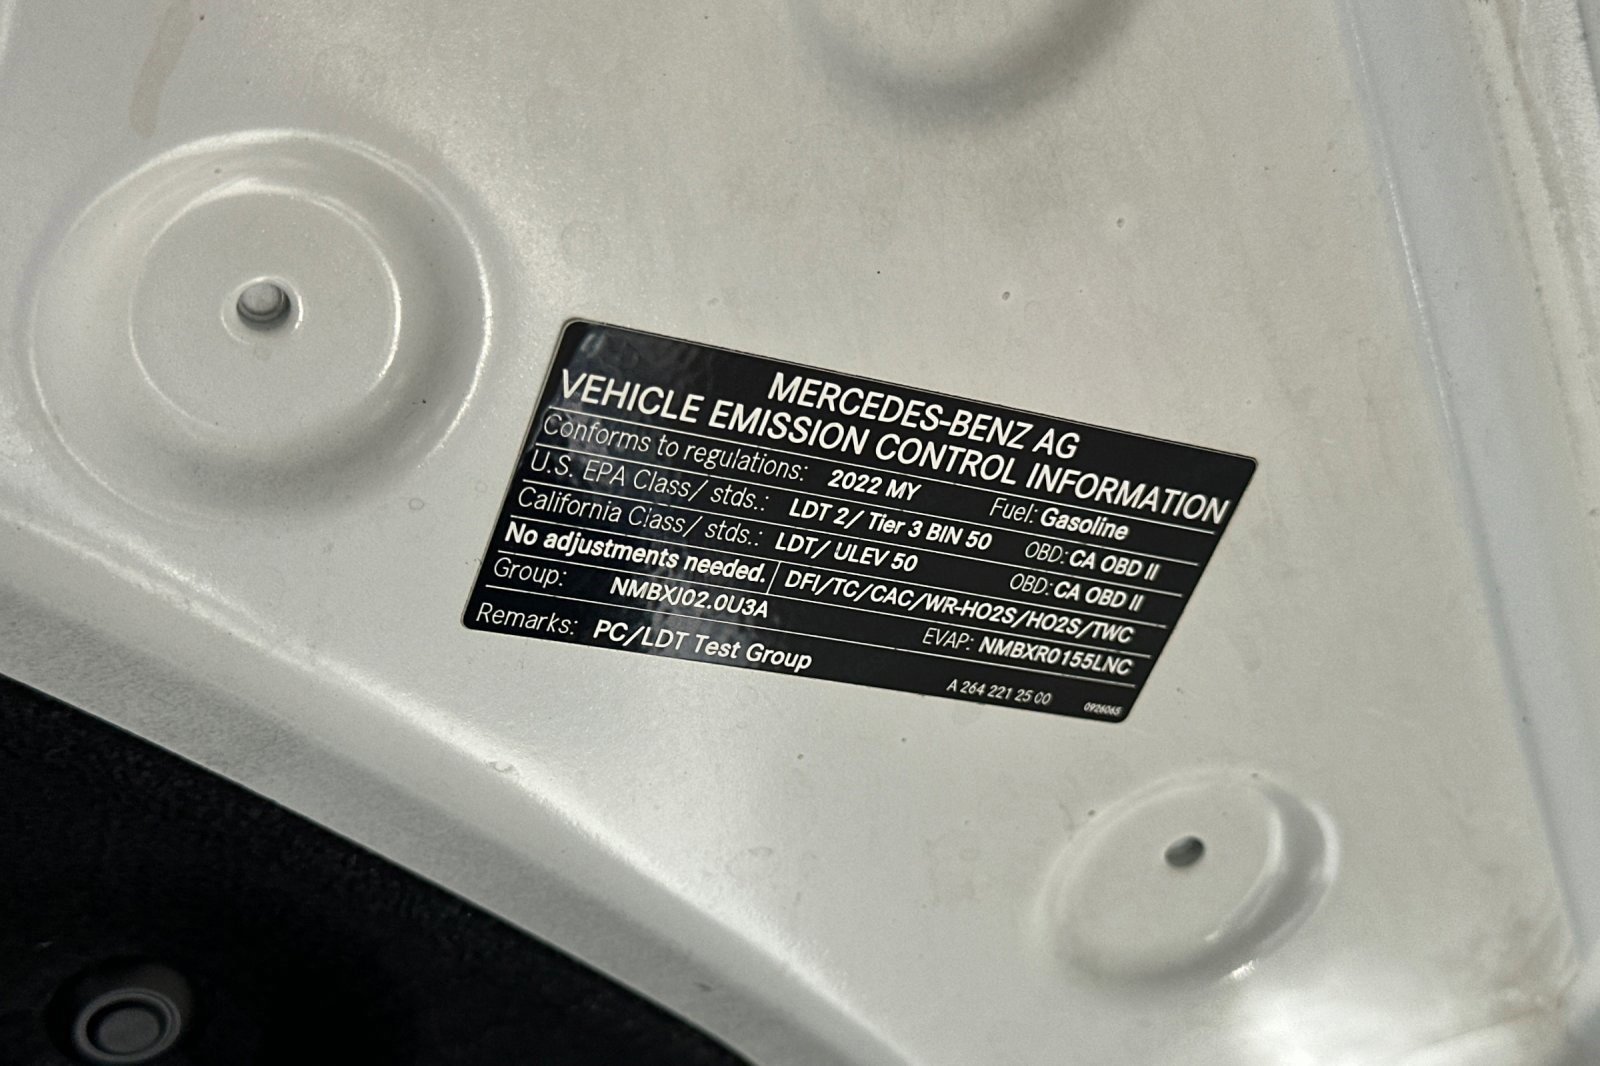 MERCEDES-BENZ AG
VEHICLE EMISSION CONTROL INFORMATION
Conforms to regulations: 2022 MY Fuel: Gasoline
U.S. EPA Class/ stds.: LDT 2/ Tier 3 BIN 50 OBD: CA OBD II
California Class/ stds.: LDT/ ULEV 50 OBD: CA OBD II
No adjustments needed. DFI/TC/CAC/WR-HO2S/HO2S/TWC
Group: NMBXJ02.0U3A EVAP: NMBXR0155LNC
Remarks: PC/LDT Test Group
A 264 221 25 00 0926065